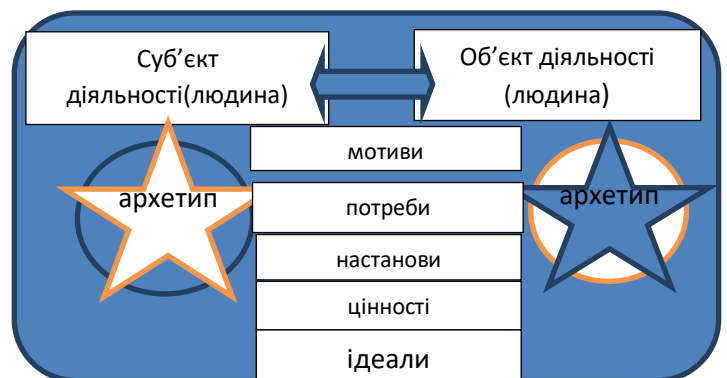 Суб’єкт
діяльності(людина)
Об’єкт діяльності
(людина)
мотиви
архетип
потреби
архетип
настанови
цінності
ідеали